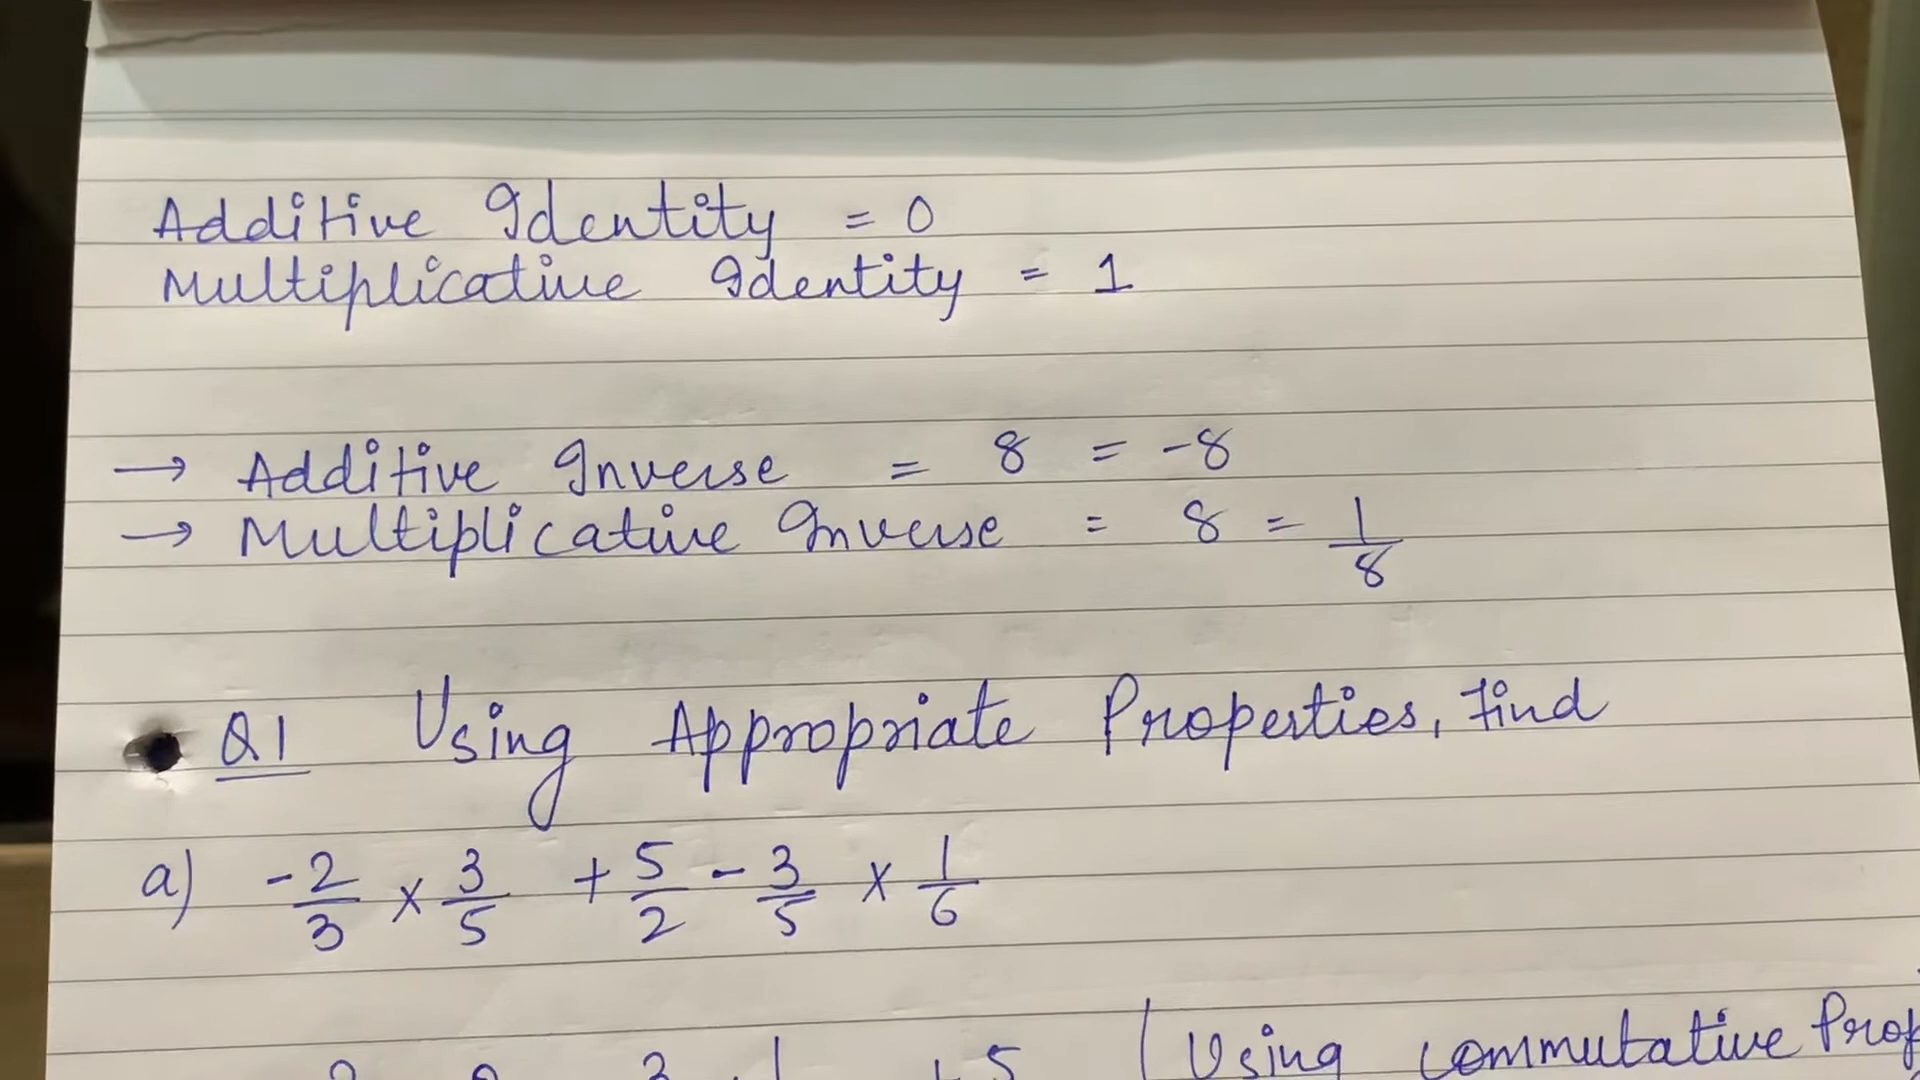 Additive Identity = 0
Multiplicative Identity = 1
→ Additive Inverse = 8 = -8
→ Multiplicative Inverse = 8 = 1/8
Q1 Using Appropriate Properties, find
a) -2/3 × 3/5 + 5/2 - 3/5 × 1/6
+ 5 | Using commutative Prop